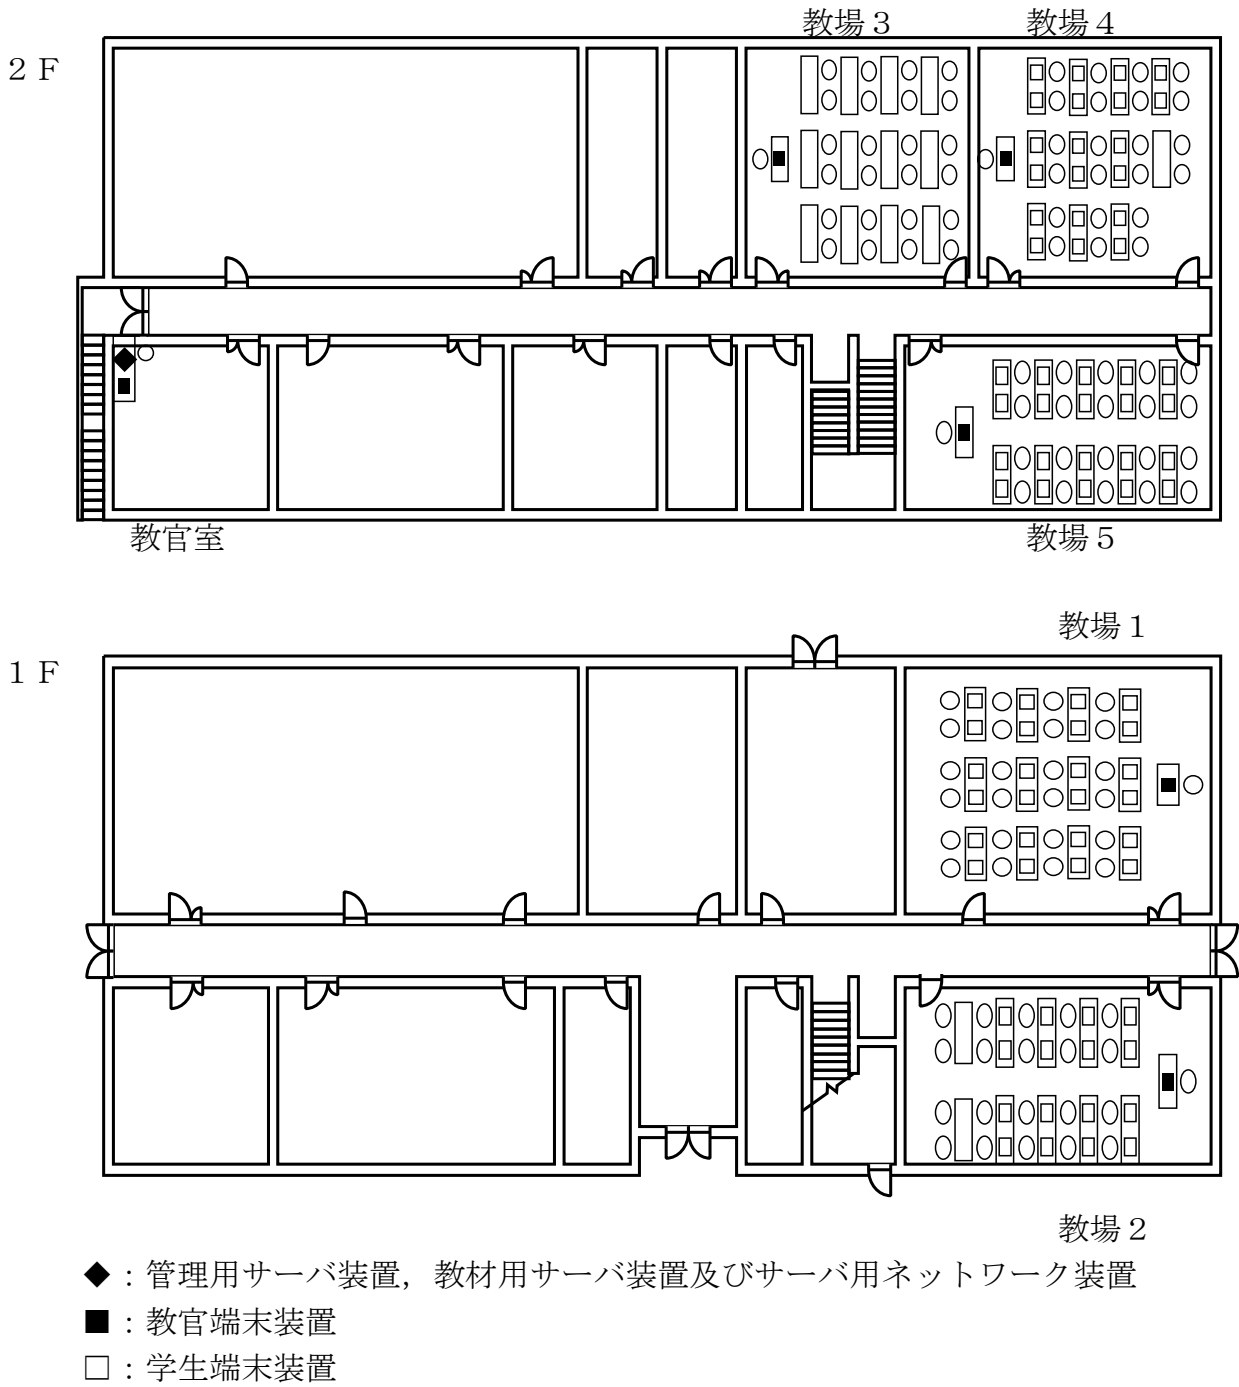 教場３
教場４
２Ｆ
教官室
教場５
教場１
１Ｆ
教場２
◆：管理用サーバ装置，教材用サーバ装置及びサーバ用ネットワーク装置
■：教官端末装置
□：学生端末装置